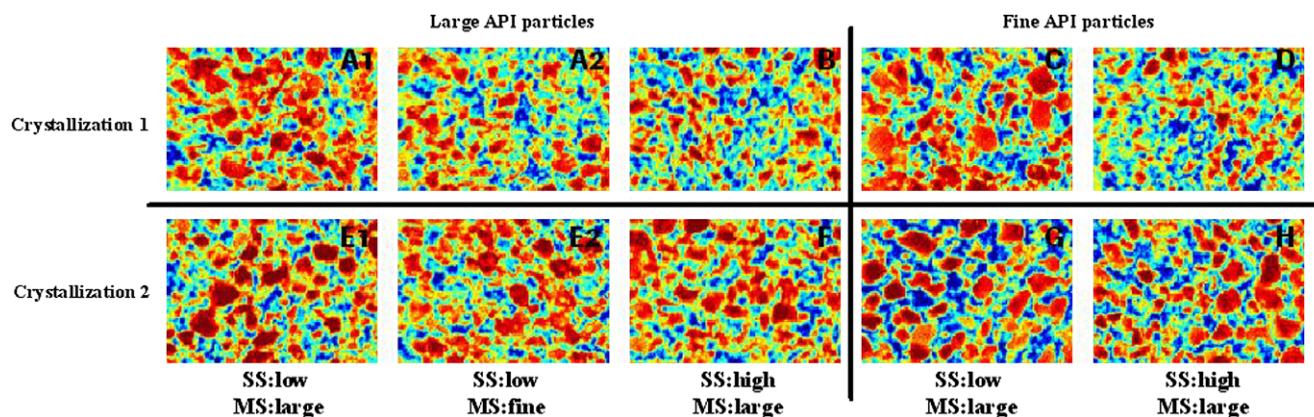 Large API particles
Fine API particles
Crystallization 1
A1
A2
B
C
D
Crystallization 2
E1
E2
F
G
H
SS:low
MS:large
SS:low
MS:fine
SS:high
MS:large
SS:low
MS:large
SS:high
MS:large